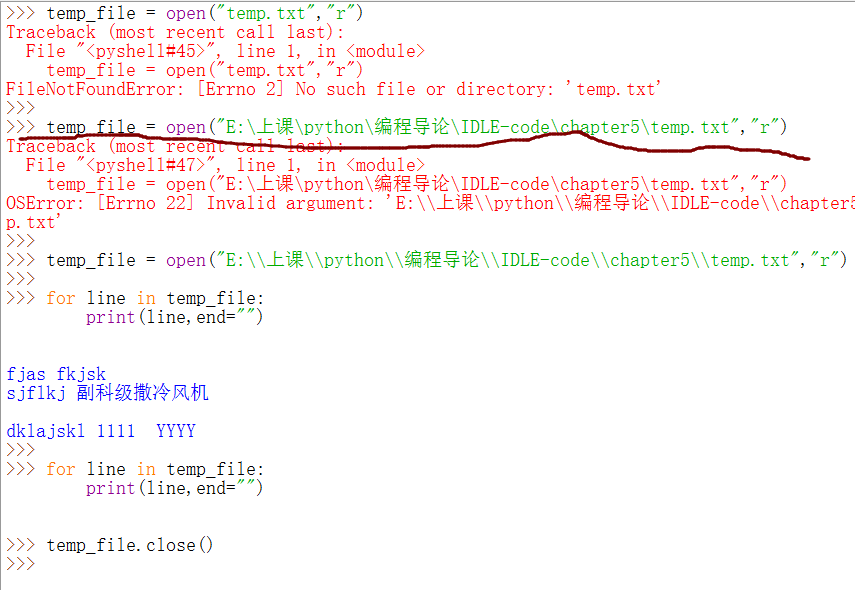 >>> temp_file = open("temp.txt","r")
Traceback (most recent call last):
  File "<pyshell#45>", line 1, in <module>
    temp_file = open("temp.txt","r")
FileNotFoundError: [Errno 2] No such file or directory: 'temp.txt'
>>>
>>> temp_file = open("E:\上课\python\编程导论\IDLE-code\chapter5\temp.txt","r")
Traceback (most recent call last):
  File "<pyshell#47>", line 1, in <module>
    temp_file = open("E:\上课\python\编程导论\IDLE-code\chapter5\temp.txt","r")
OSError: [Errno 22] Invalid argument: 'E:\\上课\\python\\编程导论\\IDLE-code\\chapter5
p.txt'
>>>
>>> temp_file = open("E:\\上课\\python\\编程导论\\IDLE-code\\chapter5\\temp.txt","r")
>>>
>>> for line in temp_file:
        print(line,end="")
fjas fkjsk
sjflkj 副科级撒冷风机
dklajskl 1111  YYYY
>>>
>>> for line in temp_file:
        print(line,end="")
>>> temp_file.close()
>>>